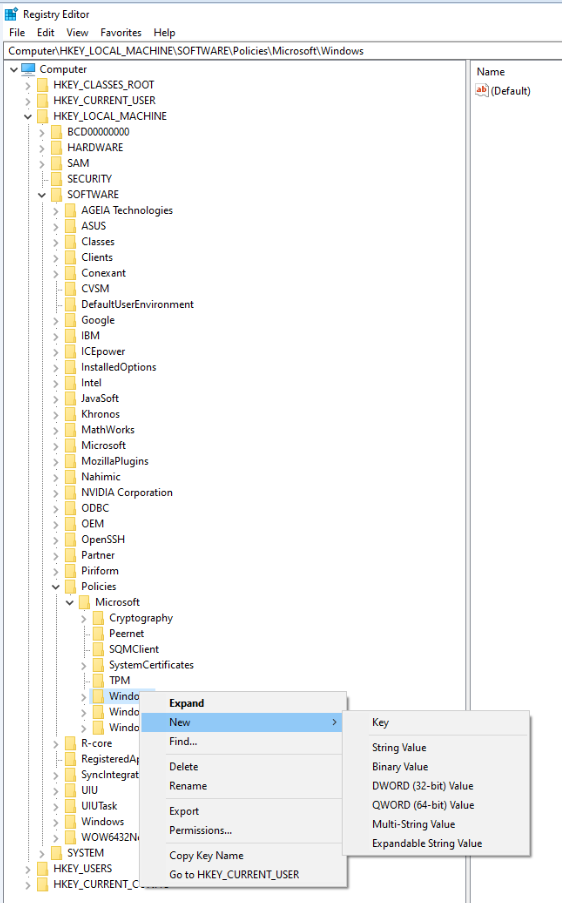 Registry Editor
File Edit View Favorites Help
Computer\HKEY_LOCAL_MACHINE\SOFTWARE\Policies\Microsoft\Windows
Computer
HKEY_CLASSES_ROOT
HKEY_CURRENT_USER
HKEY_LOCAL_MACHINE
BCD00000000
HARDWARE
SAM
SECURITY
SOFTWARE
AGEIA Technologies
ASUS
Classes
Clients
Conexant
CVSM
DefaultUserEnvironment
Google
IBM
ICEpower
InstalledOptions
Intel
JavaSoft
Khronos
MathWorks
Microsoft
MozillaPlugins
Nahimic
NVIDIA Corporation
ODBC
OEM
OpenSSH
Partner
Piriform
Policies
Microsoft
Cryptography
Peernet
SQMClient
SystemCertificates
TPM
Windo
Windo
Windo
R-core
RegisteredAp
SyncIntegrat
UIU
UIUTask
Windows
WOW6432No
SYSTEM
HKEY_USERS
HKEY_CURRENT_CO
Name
ab (Default)
Expand
New
Find...
Delete
Rename
Export
Permissions...
Copy Key Name
Go to HKEY_CURRENT_USER
Key
String Value
Binary Value
DWORD (32-bit) Value
QWORD (64-bit) Value
Multi-String Value
Expandable String Value